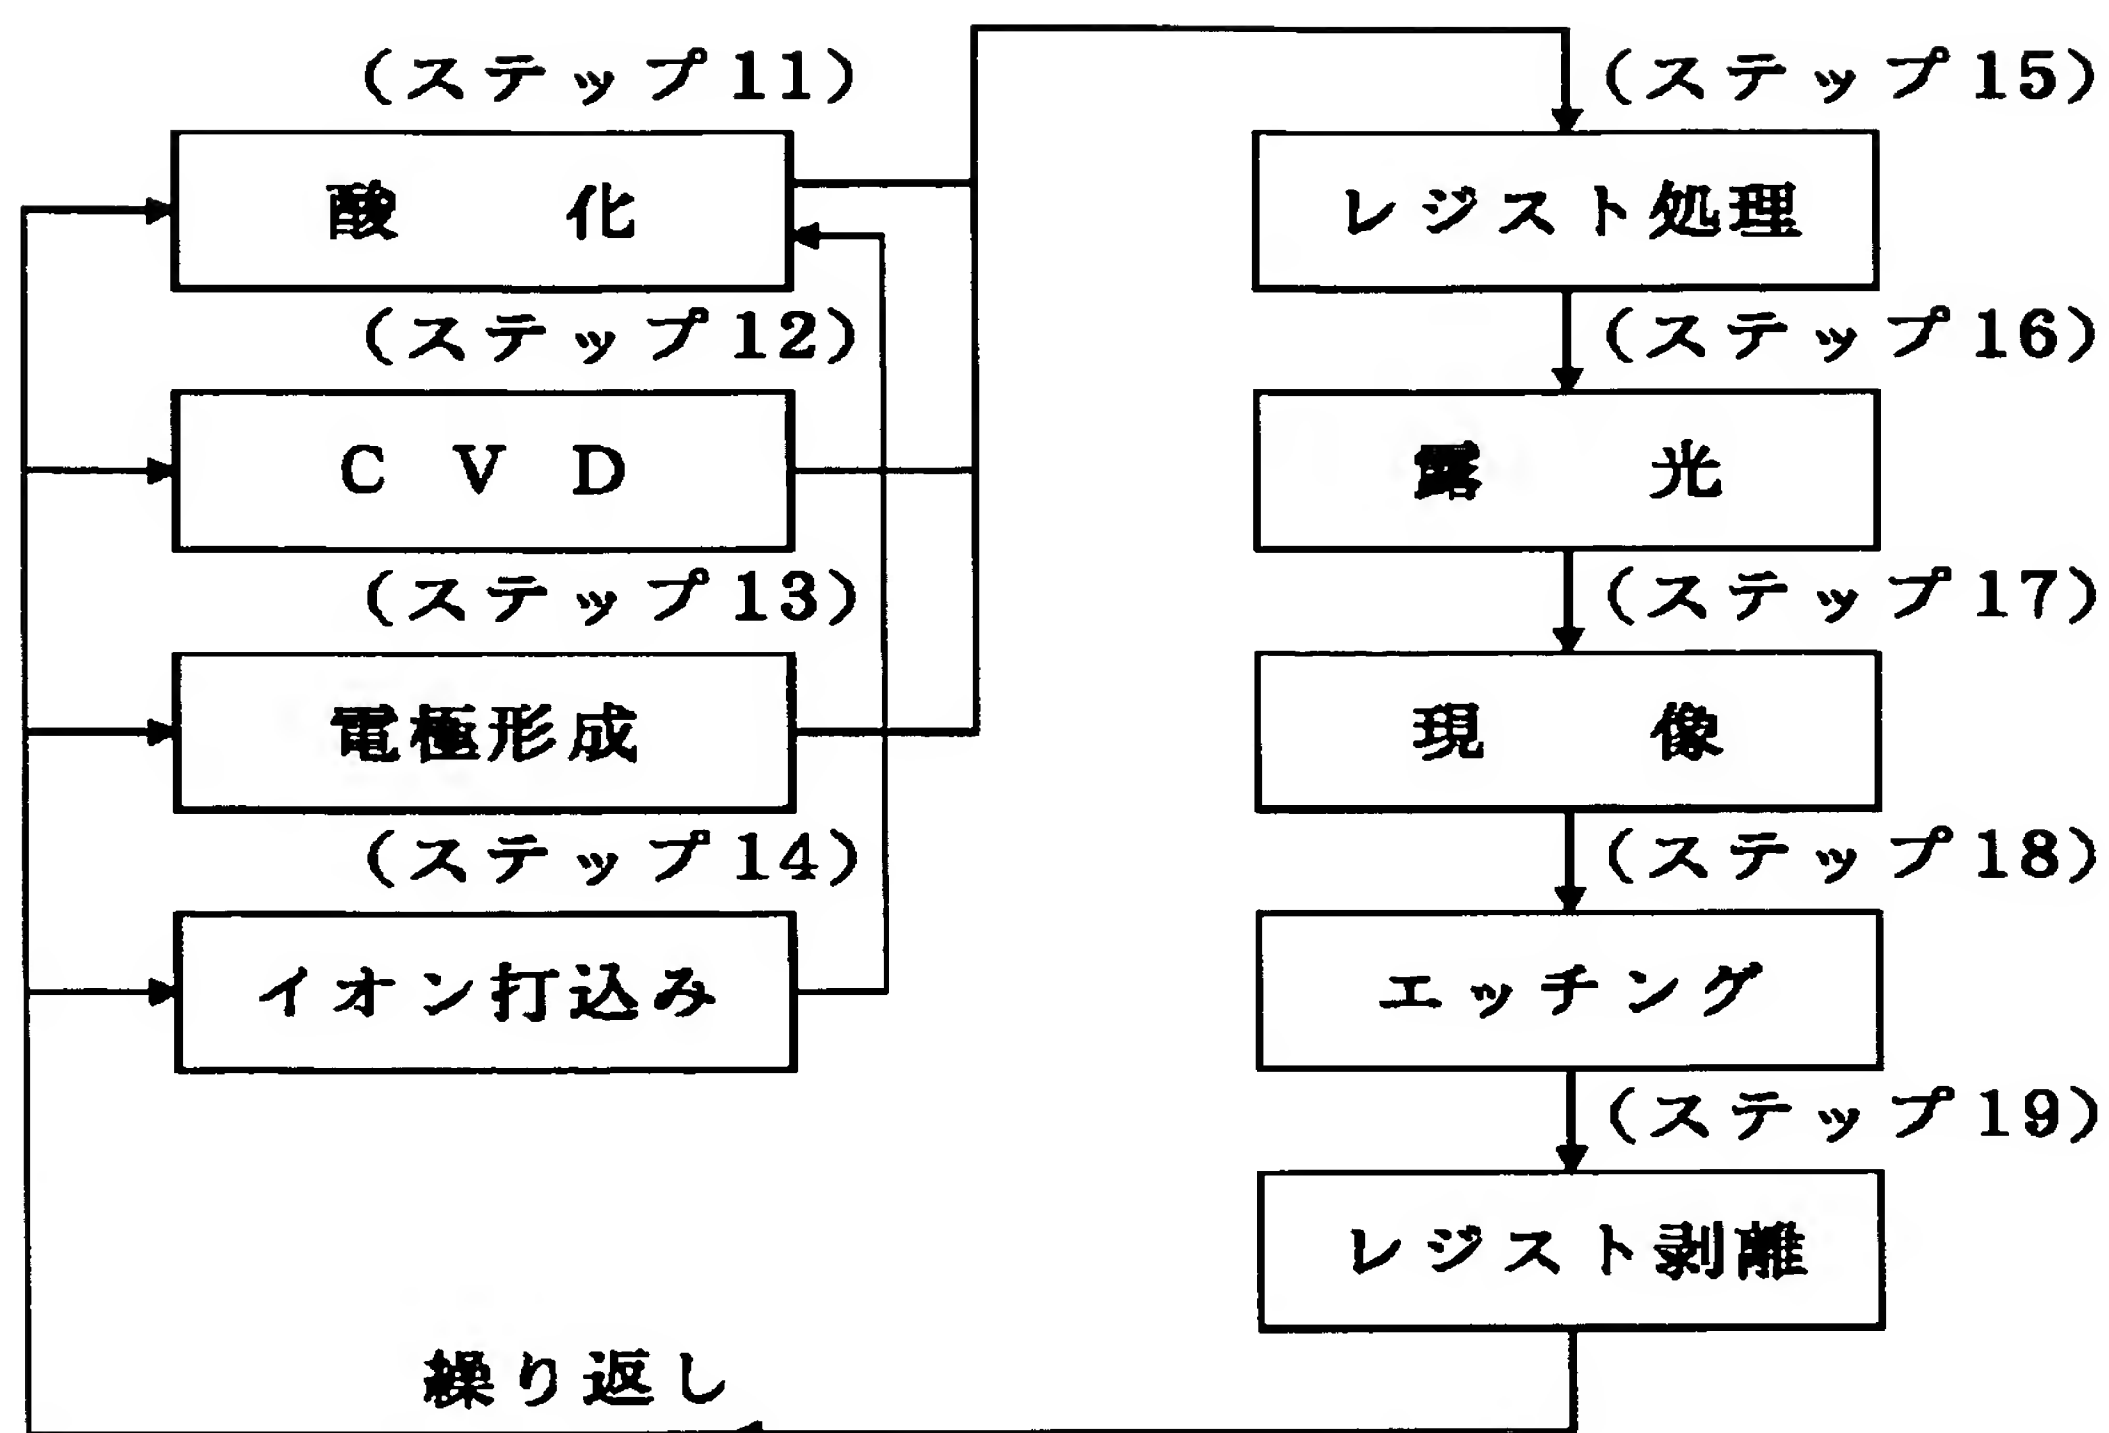 (ステップ11)
酸化
(ステップ12)
CVD
(ステップ13)
電極形成
(ステップ14)
イオン打込み
(ステップ15)
レジスト処理
(ステップ16)
露光
(ステップ17)
現像
(ステップ18)
エッチング
(ステップ19)
レジスト剥離
繰り返し